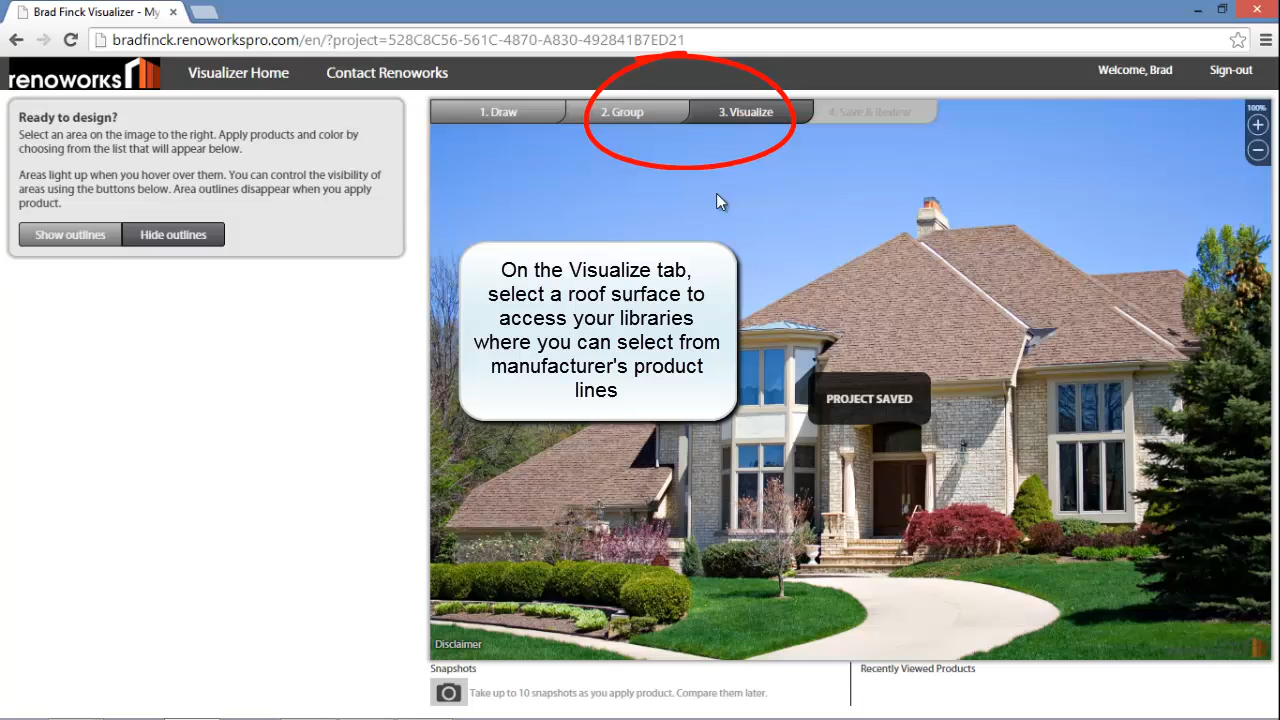 Brad Finck Visualizer - My
bradfinck.renoworkspro.com/en/?project=528C8C56-561C-4870-A830-492841B7ED21
renoworks
Visualizer Home
Contact Renoworks
Welcome, Brad
Sign-out
Ready to design?
Select an area on the image to the right. Apply products and color by
choosing from the list that will appear below.
Areas light up when you hover over them. You can control the visibility of
areas using the buttons below. Area outlines disappear when you apply
product.
Show outlines
Hide outlines
1. Draw
2. Group
3. Visualize
4. Save & Review
100%
On the Visualize tab,
select a roof surface to
access your libraries
where you can select from
manufacturer's product
lines
PROJECT SAVED
Disclaimer
Snapshots
Take up to 10 snapshots as you apply product. Compare them later.
Recently Viewed Products